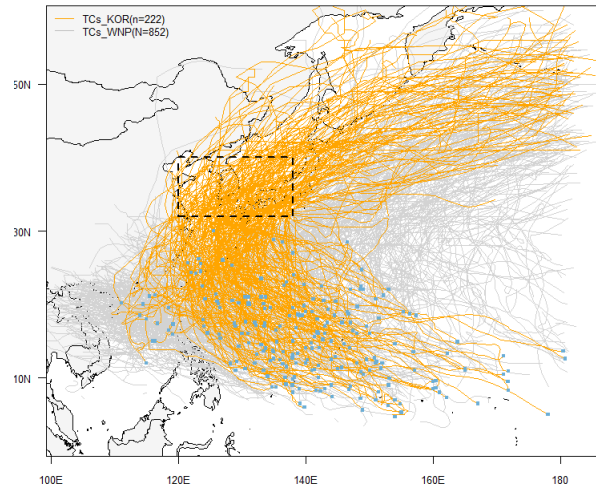 TCs_KOR(n=222)
TCs_WNP(N=852)
50N
30N
10N
100E
120E
140E
160E
180